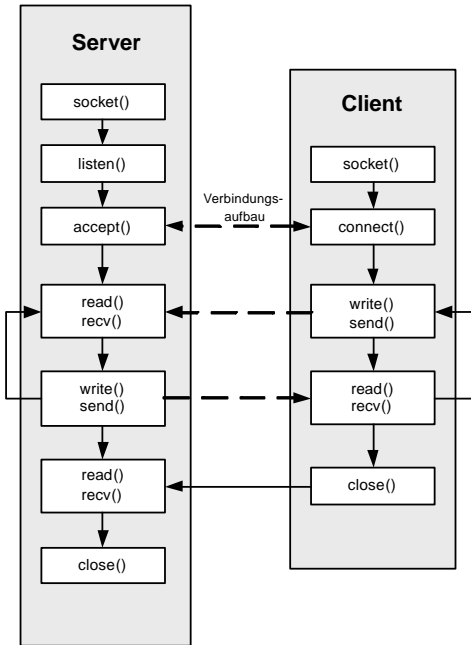 Server
socket()
listen()
accept()
read()
recv()
write()
send()
read()
recv()
close()
Verbindungs-
aufbau
Client
socket()
connect()
write()
send()
read()
recv()
close()